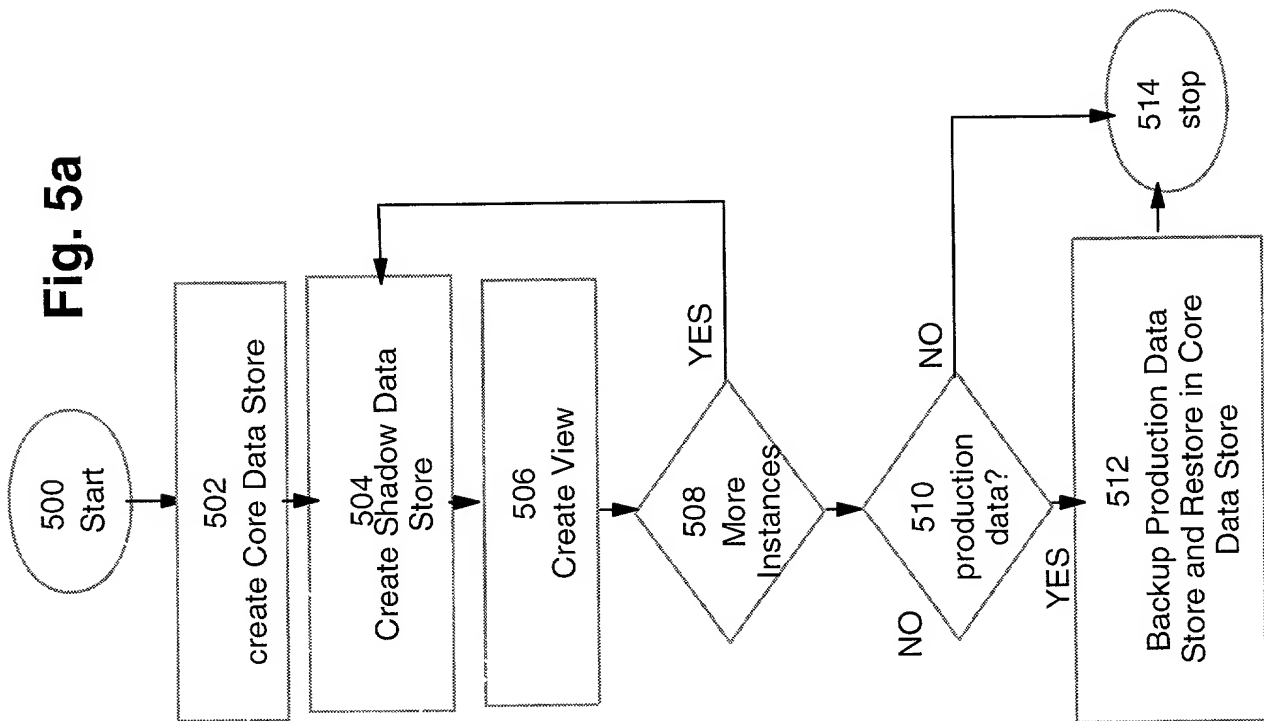 Fig. 5a
500
Start
502
create Core Data Store
504
Create Shadow Data
Store
506
Create View
508
More
Instances
YES
NO
510
production
data?
NO
YES
512
Backup Production Data
Store and Restore in Core
Data Store
514
stop